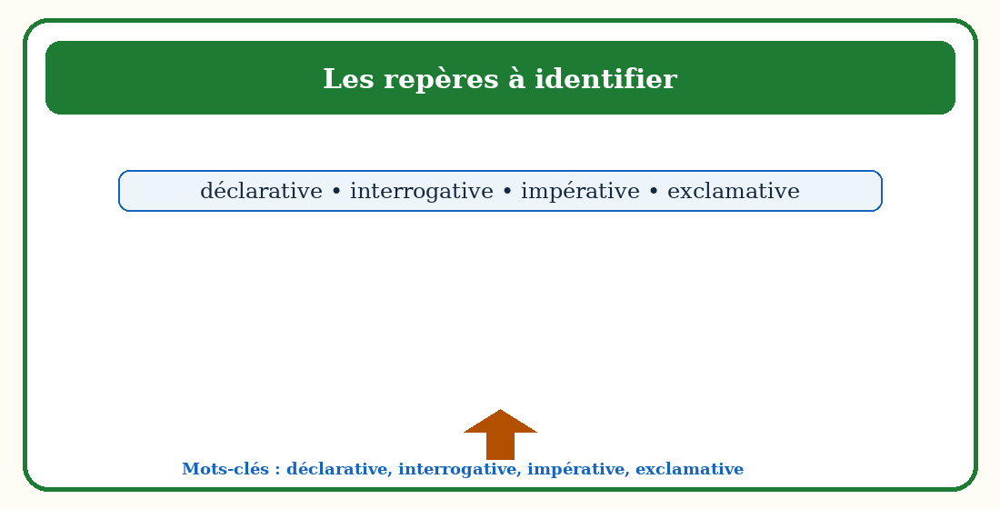 Les repères à identifier
déclarative • interrogative • impérative • exclamative
Mots-clés : déclarative, interrogative, impérative, exclamative